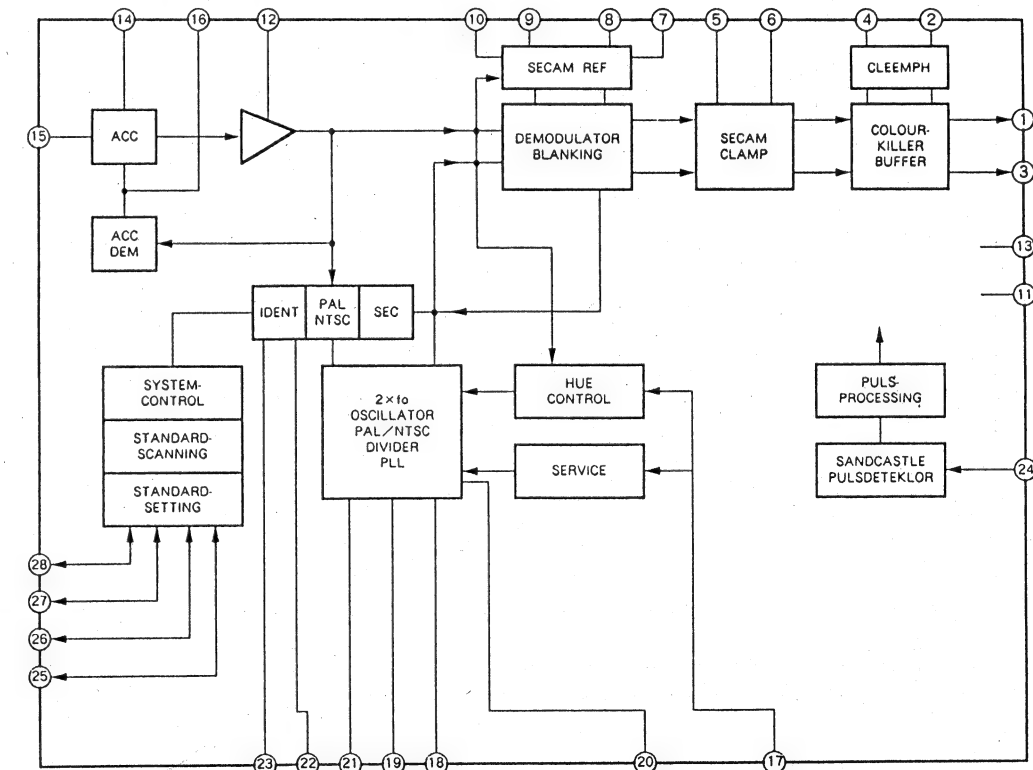 14
16
12
10
9
8
7
5
6
4
2
SECAM REF
CLEEMPH
15
ACC
DEMODULATOR
BLANKING
SECAM
CLAMP
COLOUR-
KILLER
BUFFER
1
3
ACC
DEM
13
11
IDENT
PAL
NTSC
SEC
SYSTEM-
CONTROL
STANDARD-
SCANNING
STANDARD-
SETTING
2×fo
OSCILLATOR
PAL/NTSC
DIVIDER
PLL
HUE
CONTROL
SERVICE
PULS-
PROCESSING
SANDCASTLE
PULSDETEKLOR
24
28
27
26
25
23
22
21
19
18
20
17